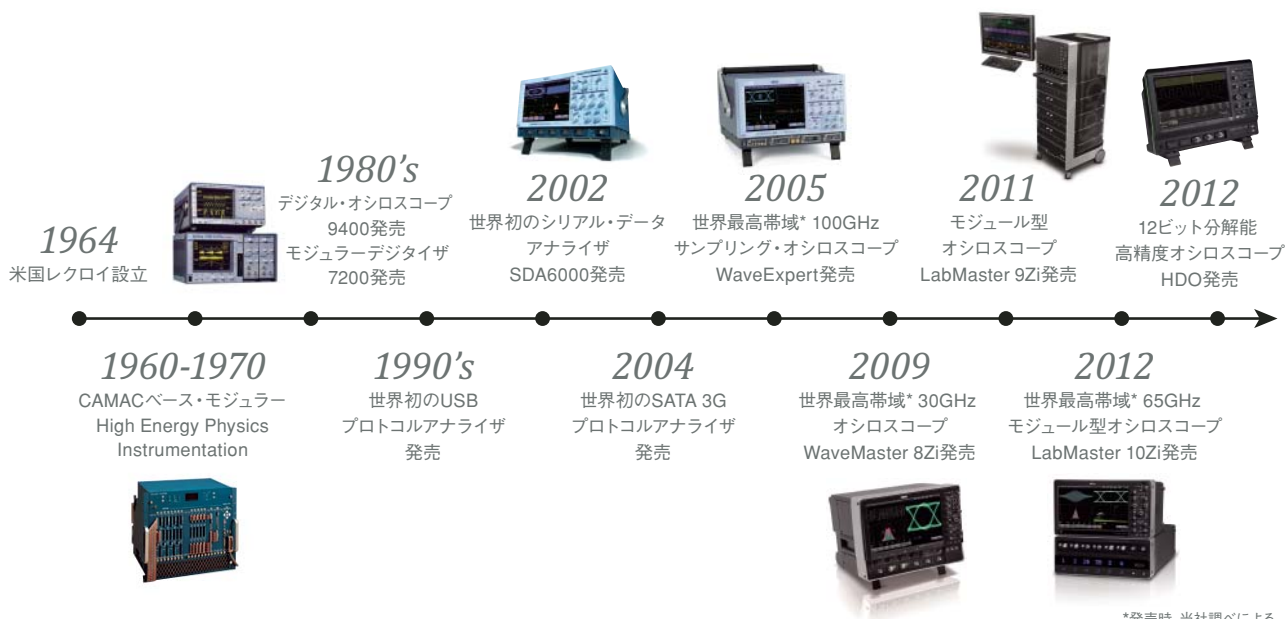 1964
米国レクロイ設立
1960-1970
CAMACベース・モジュラー
High Energy Physics
Instrumentation
1980's
デジタル・オシロスコープ
9400発売
モジュラーデジタイザ
7200発売
1990's
世界初のUSB
プロトコルアナライザ
発売
2002
世界初のシリアル・データ
アナライザ
SDA6000発売
2004
世界初のSATA 3G
プロトコルアナライザ
発売
2005
世界最高帯域* 100GHz
サンプリング・オシロスコープ
WaveExpert発売
2009
世界最高帯域* 30GHz
オシロスコープ
WaveMaster 8Zi発売
2011
モジュール型
オシロスコープ
LabMaster 9Zi発売
2012
世界最高帯域* 65GHz
モジュール型オシロスコープ
LabMaster 10Zi発売
2012
12ビット分解能
高精度オシロスコープ
HDO発売
*発売時、当社調べによる